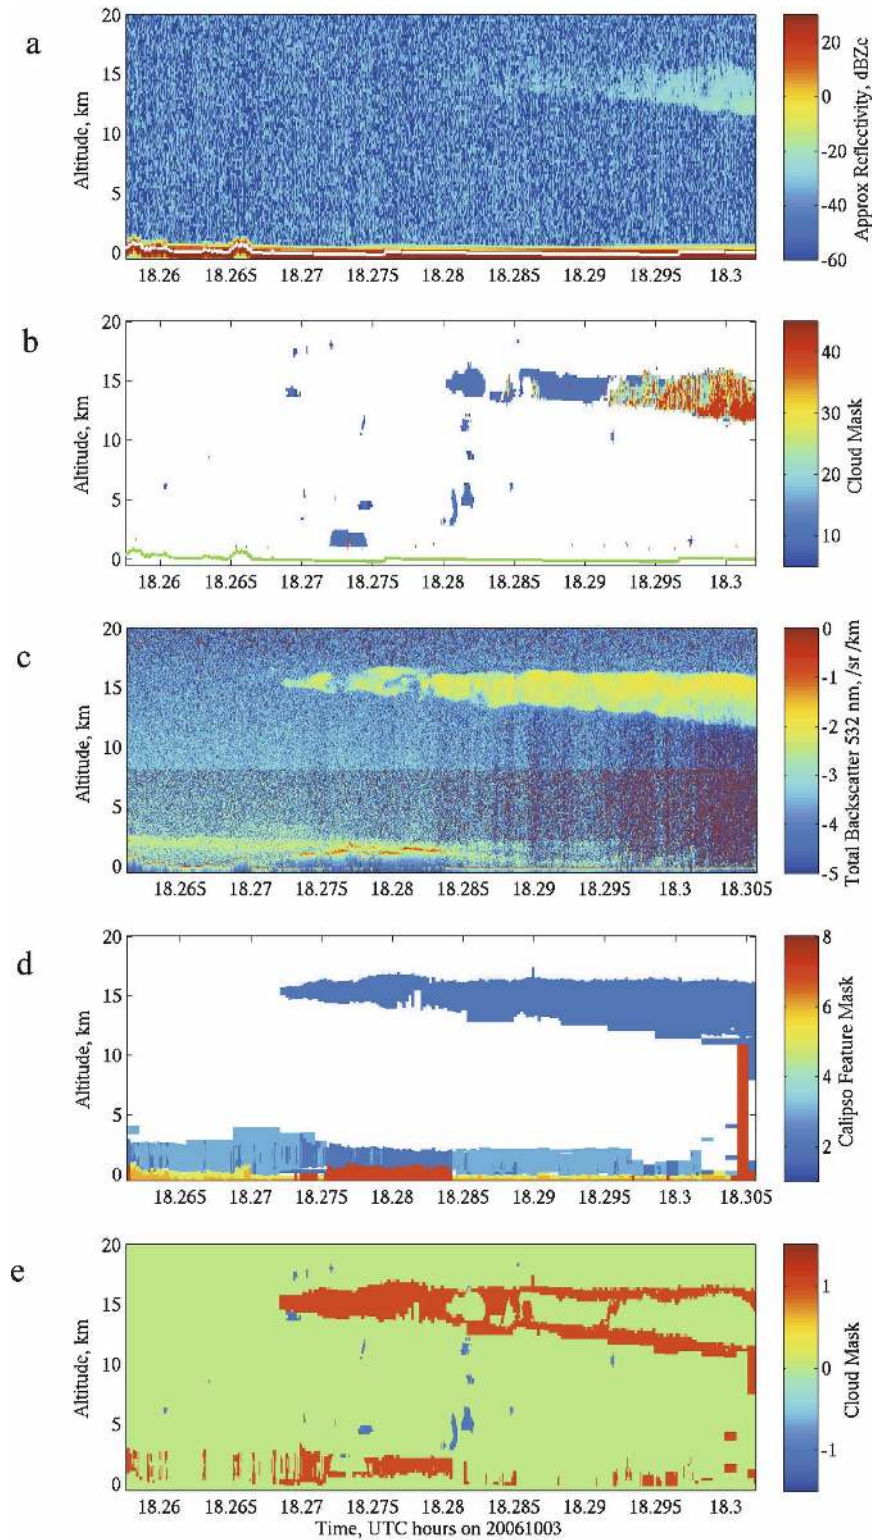 a
20
15
10
5
0
Altitude, km
18.26 18.265 18.27 18.275 18.28 18.285 18.29 18.295 18.3
20
0
-20
-40
-60
Approx Reflectivity, dBZe
b
20
15
10
5
0
Altitude, km
18.26 18.265 18.27 18.275 18.28 18.285 18.29 18.295 18.3
40
30
20
10
Cloud Mask
c
20
15
10
5
0
Altitude, km
18.265 18.27 18.275 18.28 18.285 18.29 18.295 18.3 18.305
0
-1
-2
-3
-4
-5
Total Backscatter 532 nm, /sr /km
d
20
15
10
5
0
Altitude, km
18.265 18.27 18.275 18.28 18.285 18.29 18.295 18.3 18.305
8
6
4
2
Calipso Feature Mask
e
20
15
10
5
0
Altitude, km
18.26 18.265 18.27 18.275 18.28 18.285 18.29 18.295 18.3
Time, UTC hours on 20061003
1
0
-1
Cloud Mask